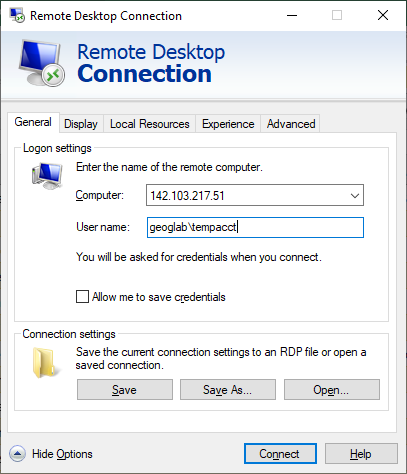 Remote Desktop Connection
Remote Desktop
Connection
General Display Local Resources Experience Advanced
Logon settings
Enter the name of the remote computer.
Computer: 142.103.217.51
User name: geoglab\tempacct
You will be asked for credentials when you connect.
Allow me to save credentials
Connection settings
Save the current connection settings to an RDP file or open a
saved connection.
Save Save As... Open...
Hide Options Connect Help